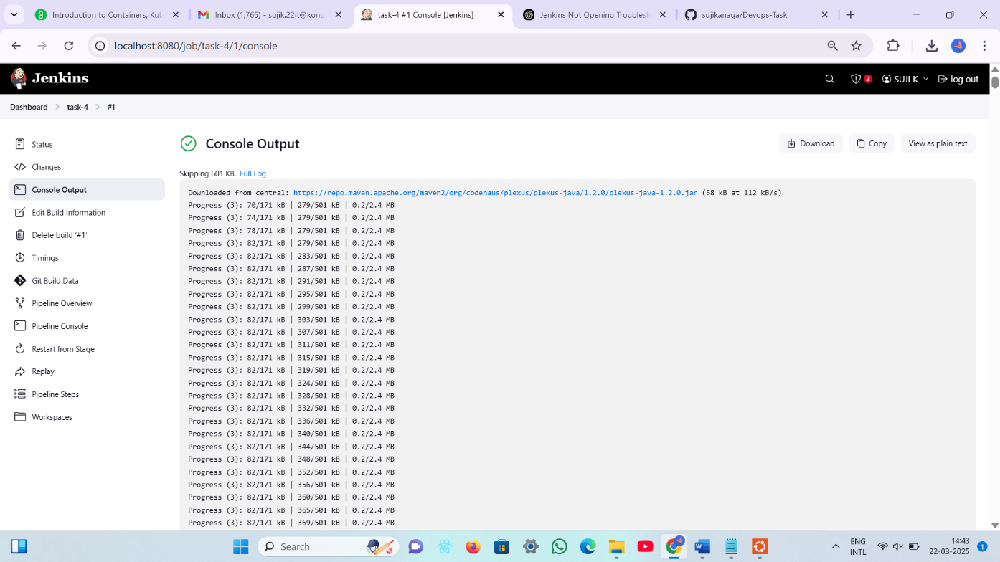 Introduction to Containers, Kub
Inbox (1,765) - sujik.22it@kong
task-4 #1 Console [Jenkins]
Jenkins Not Opening Troublesh
sujikanaga/Devops-Task
localhost:8080/job/task-4/1/console
Jenkins
2
SUJI K
log out
Dashboard
task-4
#1
Status
Changes
Console Output
Edit Build Information
Delete build '#1'
Timings
Git Build Data
Pipeline Overview
Pipeline Console
Restart from Stage
Replay
Pipeline Steps
Workspaces
Console Output
Download
Copy
View as plain text
Skipping 601 KB.. Full Log
Downloaded from central: https://repo.maven.apache.org/maven2/org/codehaus/plexus/plexus-java/1.2.0/plexus-java-1.2.0.jar (58 kB at 112 kB/s)
Progress (3): 70/171 kB | 279/501 kB | 0.2/2.4 MB
Progress (3): 74/171 kB | 279/501 kB | 0.2/2.4 MB
Progress (3): 78/171 kB | 279/501 kB | 0.2/2.4 MB
Progress (3): 82/171 kB | 279/501 kB | 0.2/2.4 MB
Progress (3): 82/171 kB | 283/501 kB | 0.2/2.4 MB
Progress (3): 82/171 kB | 287/501 kB | 0.2/2.4 MB
Progress (3): 82/171 kB | 291/501 kB | 0.2/2.4 MB
Progress (3): 82/171 kB | 295/501 kB | 0.2/2.4 MB
Progress (3): 82/171 kB | 299/501 kB | 0.2/2.4 MB
Progress (3): 82/171 kB | 303/501 kB | 0.2/2.4 MB
Progress (3): 82/171 kB | 307/501 kB | 0.2/2.4 MB
Progress (3): 82/171 kB | 311/501 kB | 0.2/2.4 MB
Progress (3): 82/171 kB | 315/501 kB | 0.2/2.4 MB
Progress (3): 82/171 kB | 319/501 kB | 0.2/2.4 MB
Progress (3): 82/171 kB | 324/501 kB | 0.2/2.4 MB
Progress (3): 82/171 kB | 328/501 kB | 0.2/2.4 MB
Progress (3): 82/171 kB | 332/501 kB | 0.2/2.4 MB
Progress (3): 82/171 kB | 336/501 kB | 0.2/2.4 MB
Progress (3): 82/171 kB | 340/501 kB | 0.2/2.4 MB
Progress (3): 82/171 kB | 344/501 kB | 0.2/2.4 MB
Progress (3): 82/171 kB | 348/501 kB | 0.2/2.4 MB
Progress (3): 82/171 kB | 352/501 kB | 0.2/2.4 MB
Progress (3): 82/171 kB | 356/501 kB | 0.2/2.4 MB
Progress (3): 82/171 kB | 360/501 kB | 0.2/2.4 MB
Progress (3): 82/171 kB | 365/501 kB | 0.2/2.4 MB
Progress (3): 82/171 kB | 369/501 kB | 0.2/2.4 MB
Search
ENG
INTL
14:43
22-03-2025
1